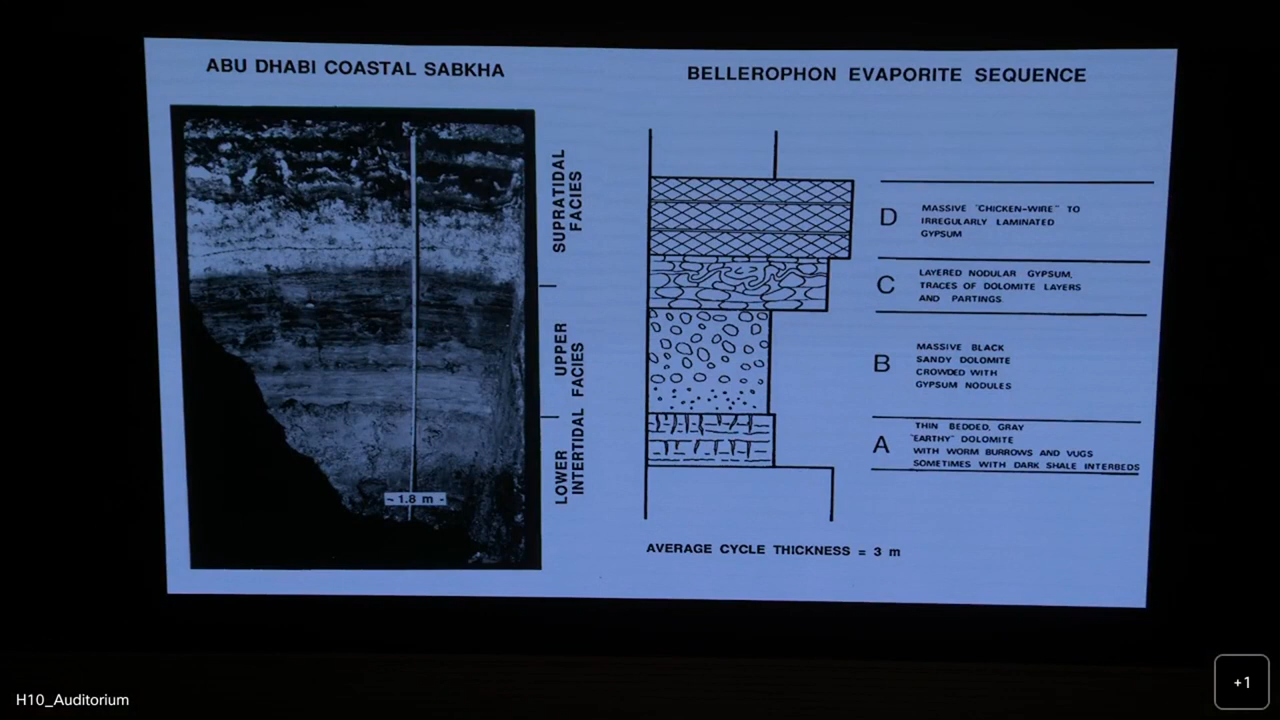 ABU DHABI COASTAL SABKHA
BELLEROPHON EVAPORITE SEQUENCE
SUPRATIDAL
FACIES
UPPER
LOWER
INTERTIDAL FACIES
~ 1.8 m -
D
MASSIVE "CHICKEN-WIRE" TO
IRREGULARLY LAMINATED
GYPSUM
C
LAYERED NODULAR GYPSUM,
TRACES OF DOLOMITE LAYERS
AND PARTINGS.
B
MASSIVE BLACK
SANDY DOLOMITE
CROWDED WITH
GYPSUM NODULES
A
THIN BEDDED, GRAY
"EARTHY" DOLOMITE
WITH WORM BURROWS AND VUGS
SOMETIMES WITH DARK SHALE INTERBEDS
AVERAGE CYCLE THICKNESS = 3 m
H10_Auditorium
+1